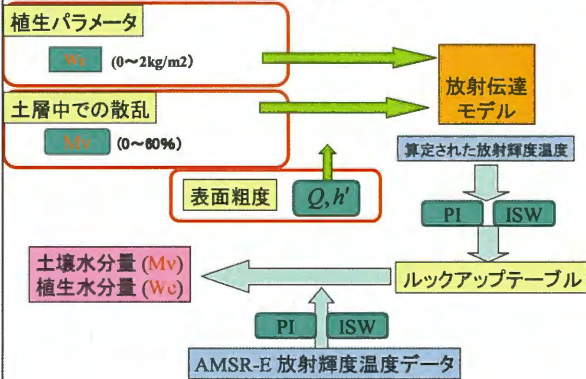 植生パラメータ
Wc (0～2kg/m2)
土層中での散乱
Mv (0～60%)
表面粗度 Q,h'
放射伝達
モデル
算定された放射輝度温度
PI ISW
ルックアップテーブル
土壌水分量 (Mv)
植生水分量 (Wc)
PI ISW
AMSR-E 放射輝度温度データ